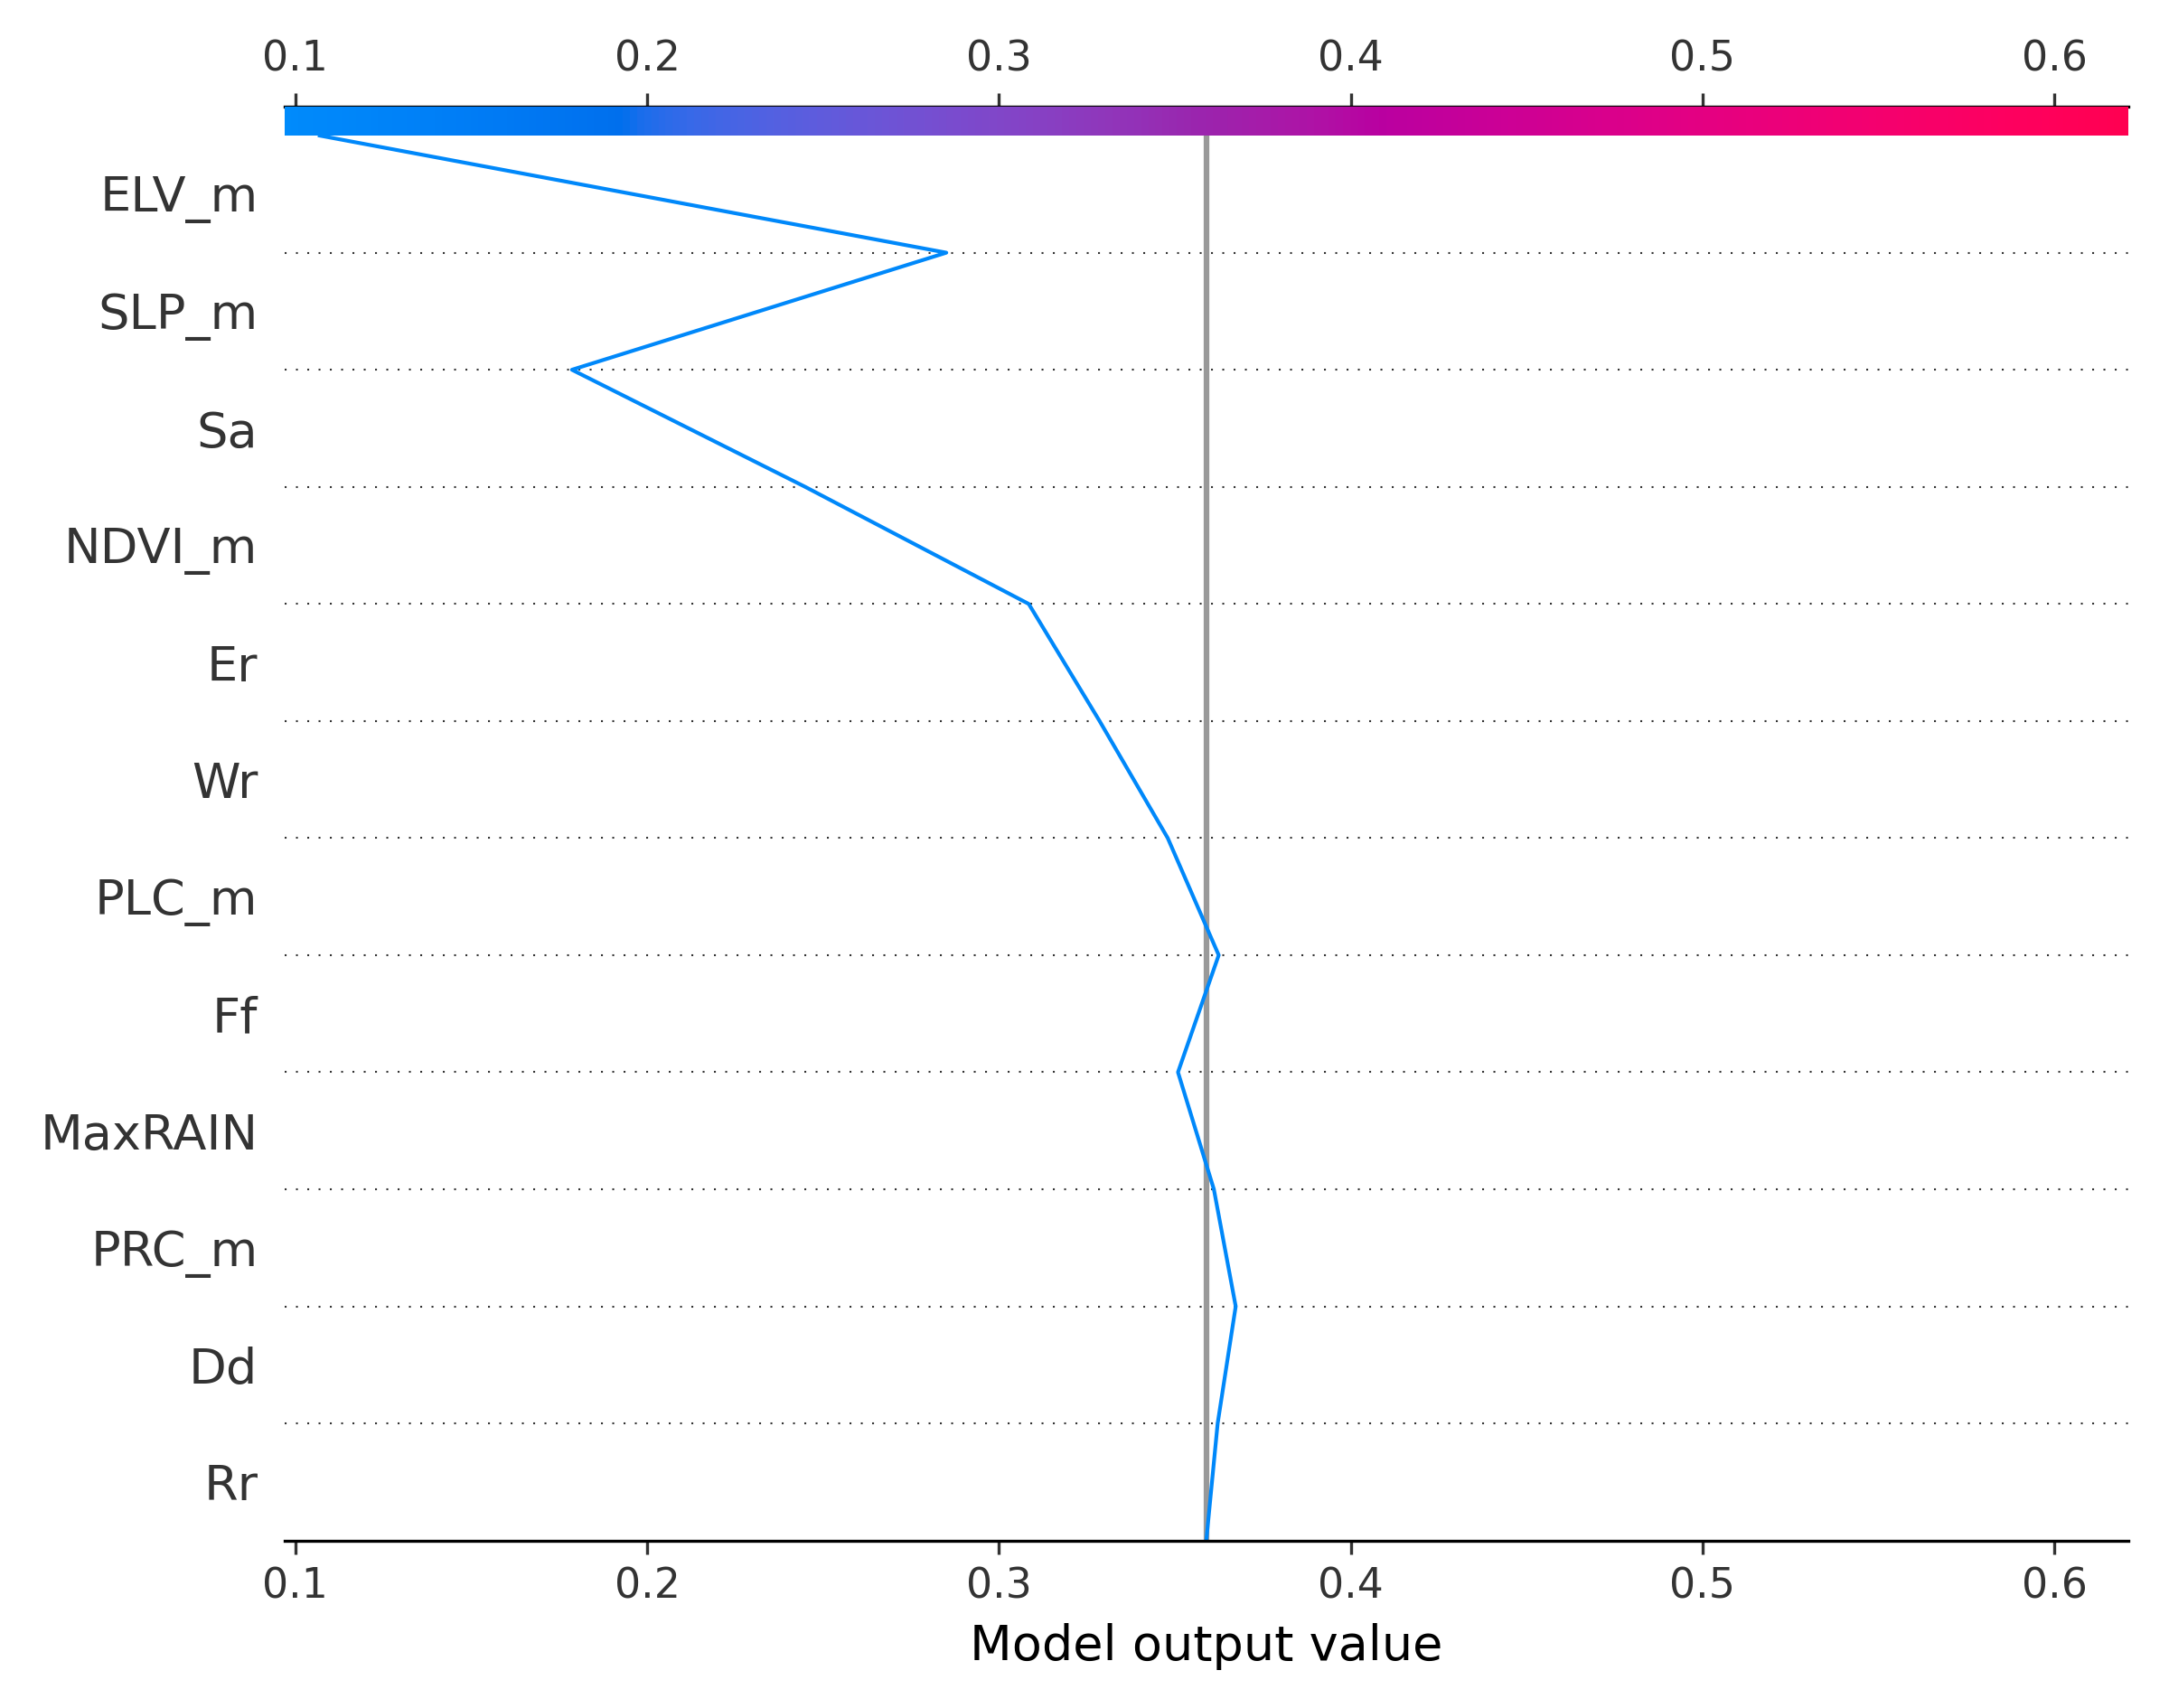 0.1 0.2 0.3 0.4 0.5 0.6
ELV_m
SLP_m
Sa
NDVI_m
Er
Wr
PLC_m
Ff
MaxRAIN
PRC_m
Dd
Rr
0.1 0.2 0.3 0.4 0.5 0.6
Model output value